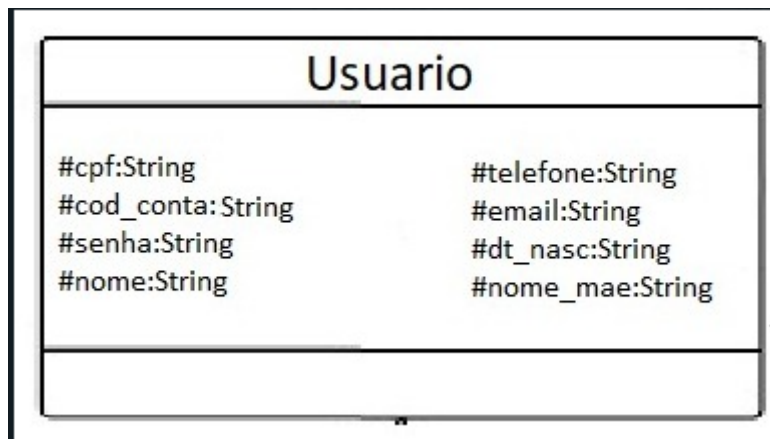 Usuario
#cpf:String
#cod_conta: String
#senha:String
#nome:String
#telefone:String
#email:String
#dt_nasc:String
#nome_mae:String